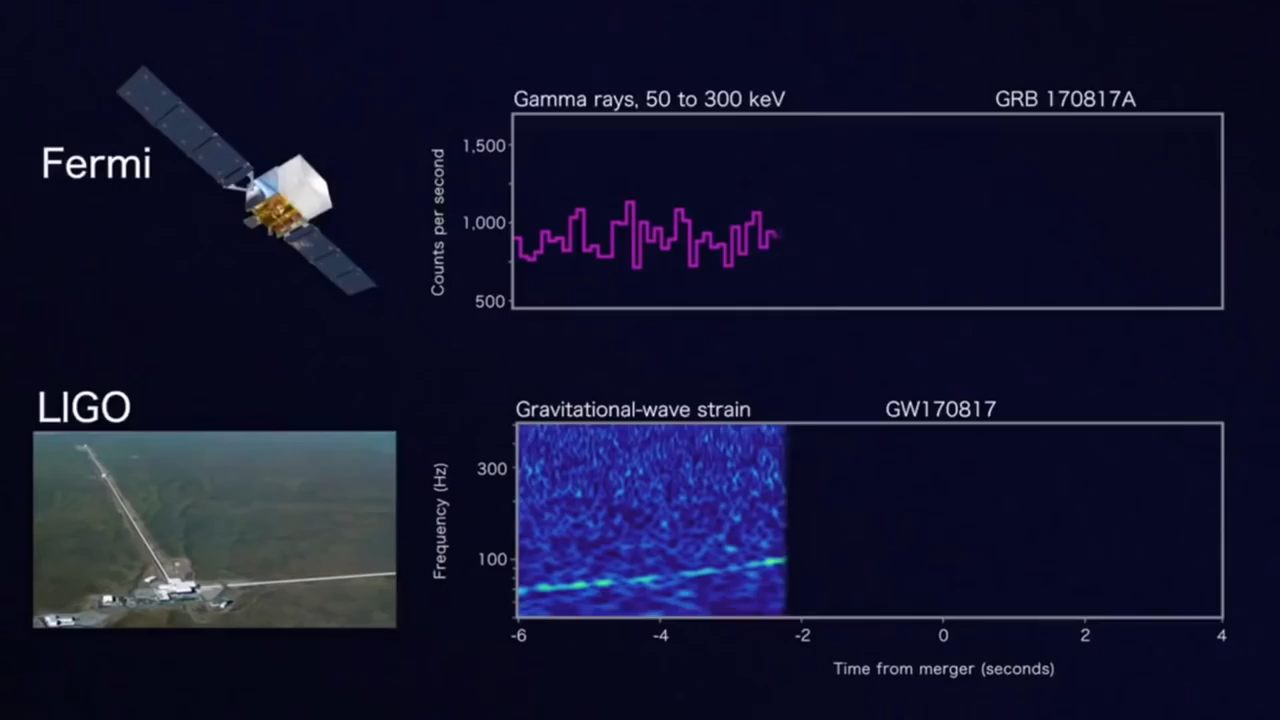 Gamma rays, 50 to 300 keV
GRB 170817A
Fermi
Counts per second
1,500
1,000
500
LIGO
Gravitational-wave strain
GW170817
Frequency (Hz)
300
100
-6
-4
-2
0
2
4
Time from merger (seconds)